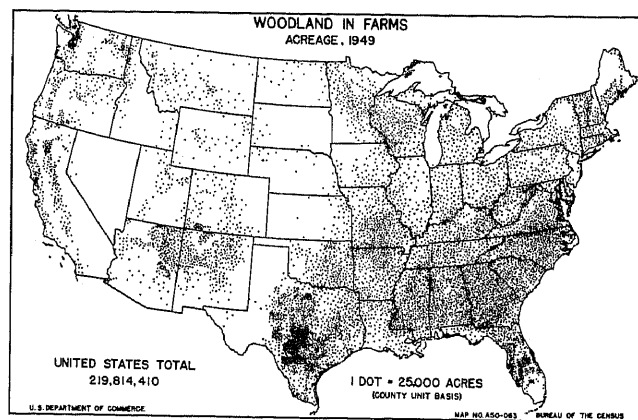 WOODLAND IN FARMS
ACREAGE, 1949
UNITED STATES TOTAL
219,814,410
1 DOT = 25,000 ACRES
(COUNTY UNIT BASIS)
U.S. DEPARTMENT OF COMMERCE
MAP NO. A50-063 BUREAU OF THE CENSUS